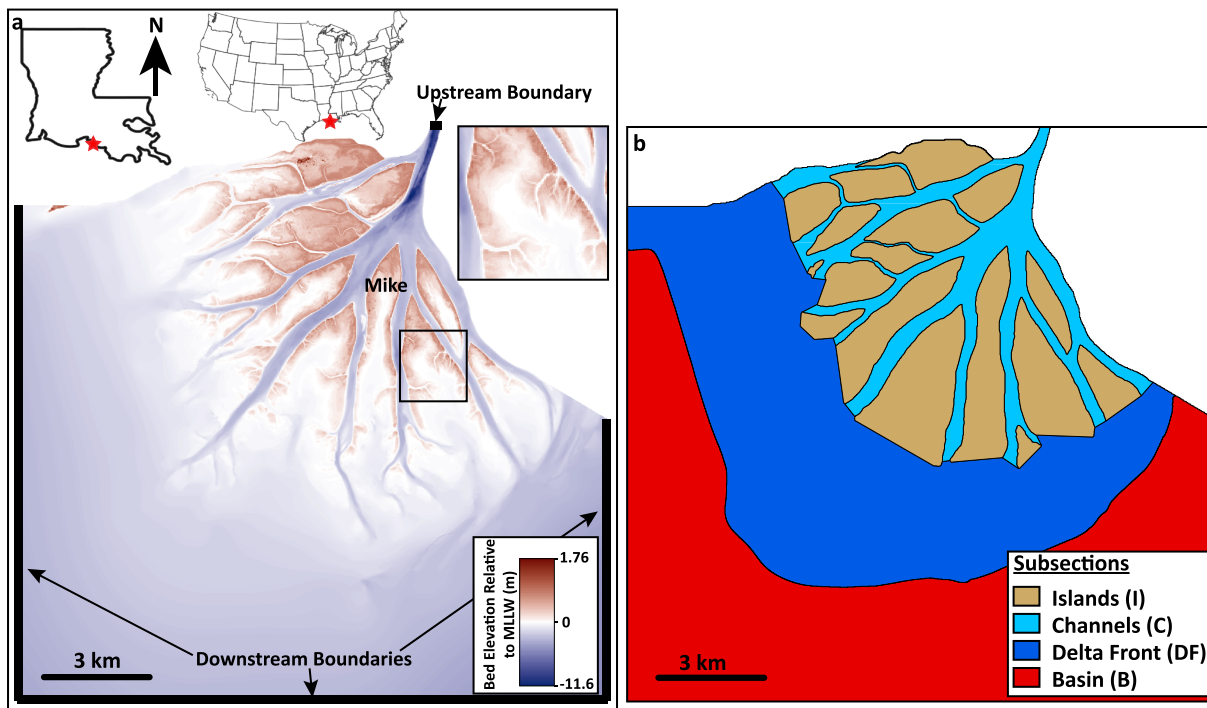 a
N
Upstream Boundary
Mike
Bed Elevation Relative
to MLLW (m)
1.76
0
-11.6
3 km
Downstream Boundaries
b
Subsections
Islands (I)
Channels (C)
Delta Front (DF)
Basin (B)
3 km